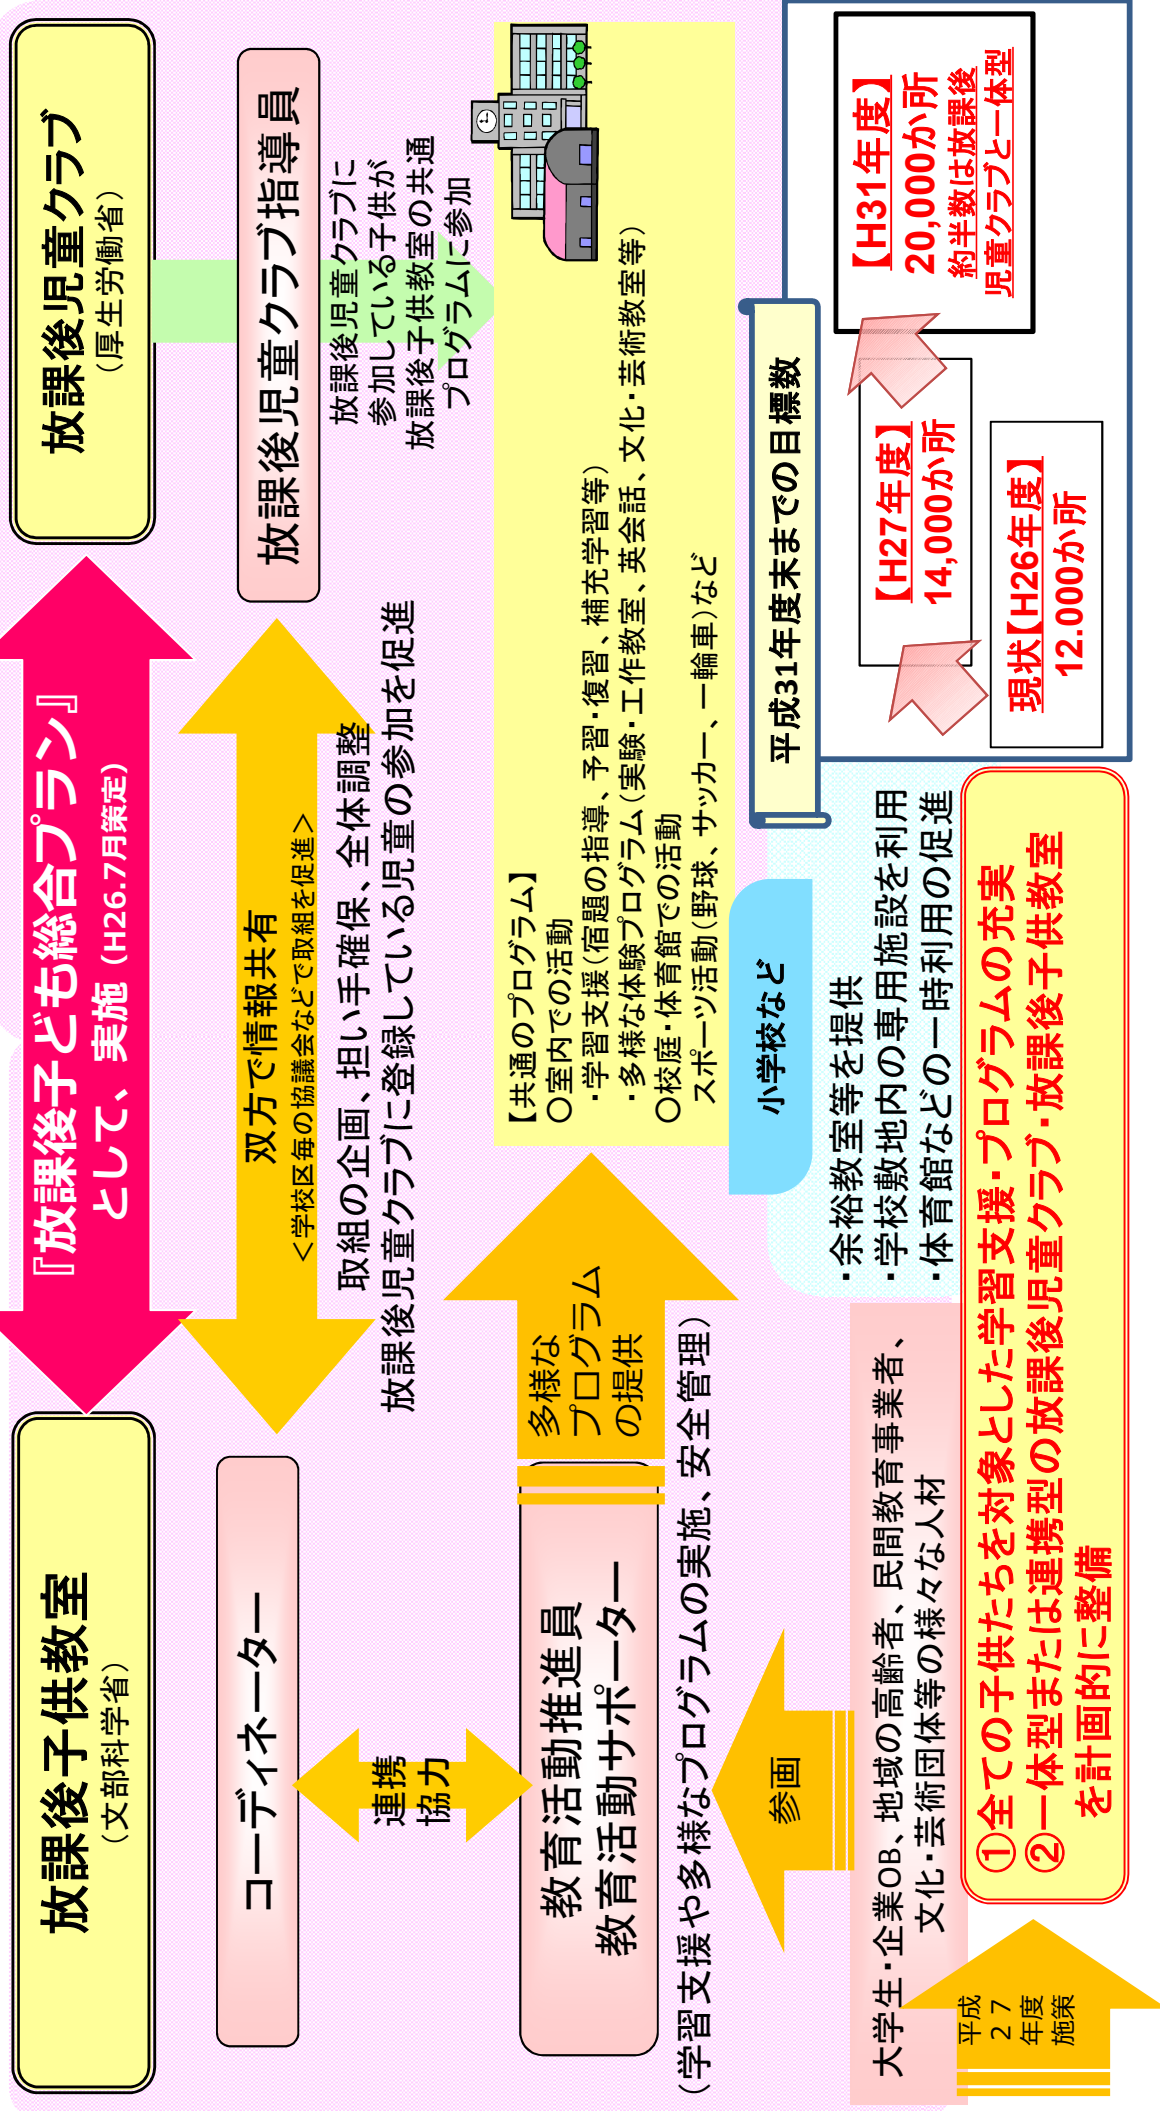 放課後子供教室
（文部科学省）
『放課後子ども総合プラン』
として、実施（H26.7月策定）
放課後児童クラブ
（厚生労働省）
コーディネーター
双方で情報共有
＜学校区毎の協議会などで取組を促進＞
取組の企画、担い手確保、全体調整
放課後児童クラブに登録している児童の参加を促進
放課後児童クラブ指導員
放課後児童クラブに
参加している子供が
放課後子供教室の共通
プログラムに参加
連携
協力
教育活動推進員
教育活動サポーター
（学習支援や多様なプログラムの実施、安全管理）
多様な
プログラム
の提供
【共通のプログラム】
○室内での活動
・学習支援（宿題の指導、予習・復習、補充学習等）
・多様な体験プログラム（実験・工作教室、英会話、文化・芸術教室等）
○校庭・体育館での活動
スポーツ活動（野球、サッカー、一輪車）など
参画
大学生・企業OB、地域の高齢者、民間教育事業者、
文化・芸術団体等の様々な人材
小学校など
・余裕教室等を提供
・学校敷地内の専用施設を利用
・体育館などの一時利用の促進
平成31年度末までの目標数
現状【H26年度】
12.000か所
【H27年度】
14,000か所
【H31年度】
20,000か所
約半数は放課後
児童クラブと一体型
平成
２７
年度
施策
①全ての子供たちを対象とした学習支援・プログラムの充実
②一体型または連携型の放課後児童クラブ・放課後子供教室
を計画的に整備